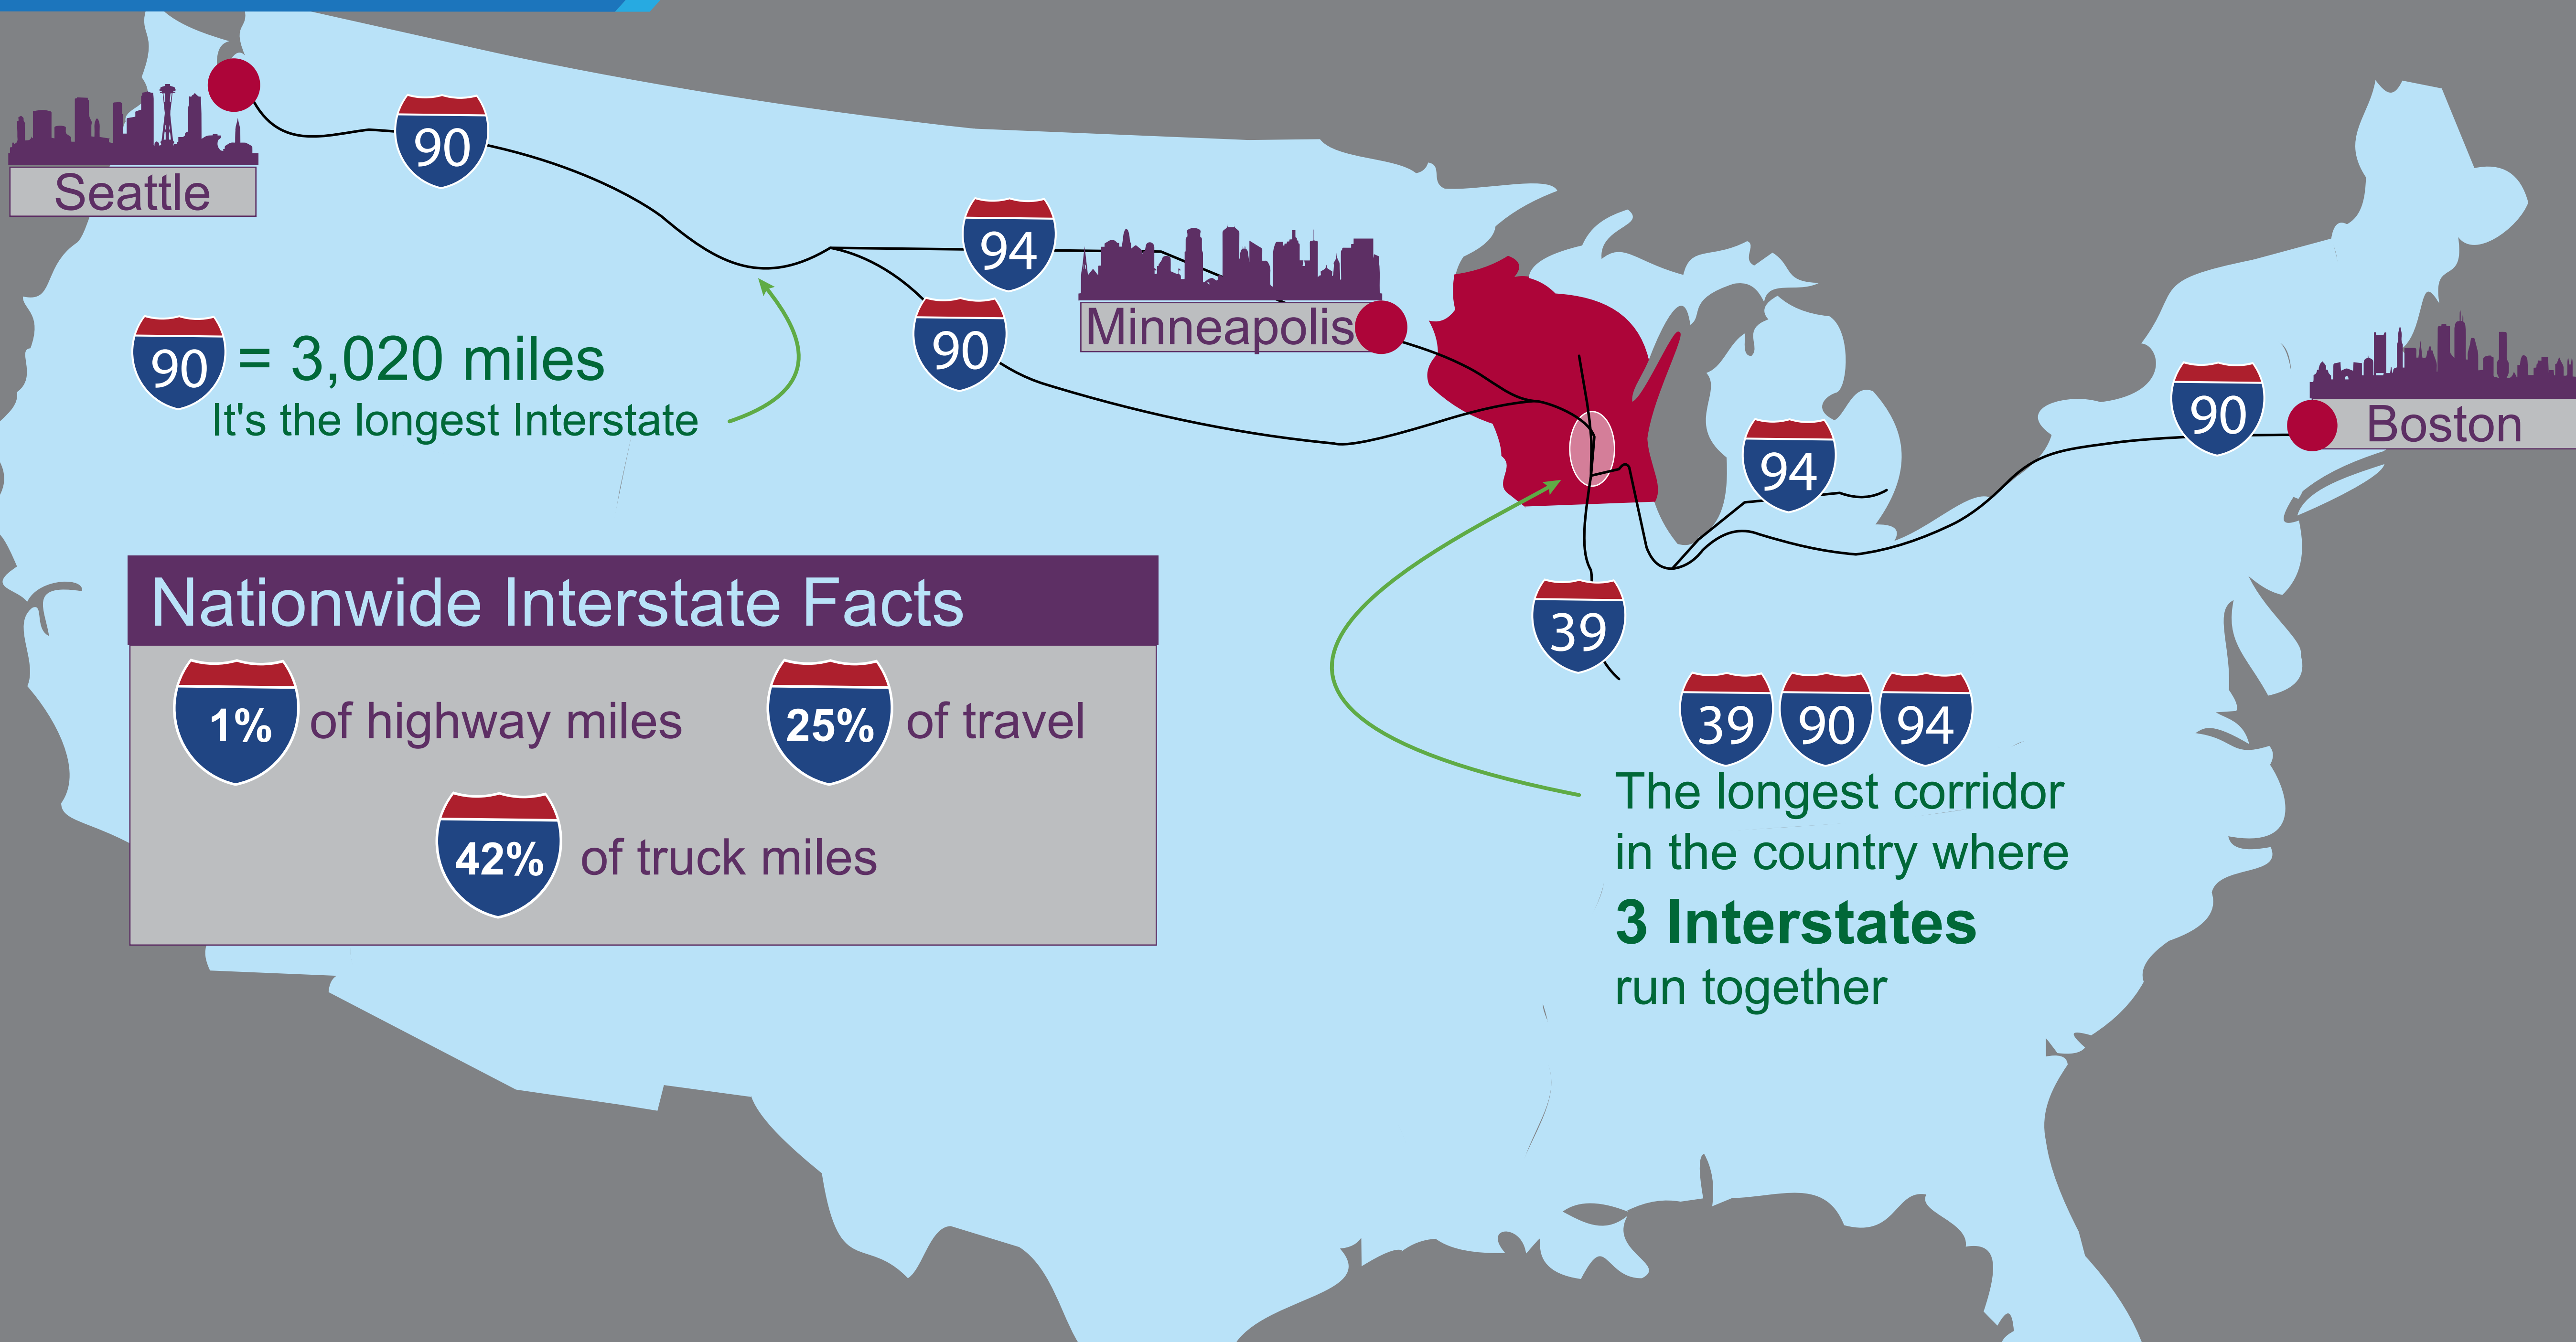 90
Seattle
94
90
Minneapolis
90 = 3,020 miles
It's the longest Interstate
90
Boston
94
39
Nationwide Interstate Facts
1% of highway miles
25% of travel
42% of truck miles
39 90 94
The longest corridor
in the country where
3 Interstates
run together